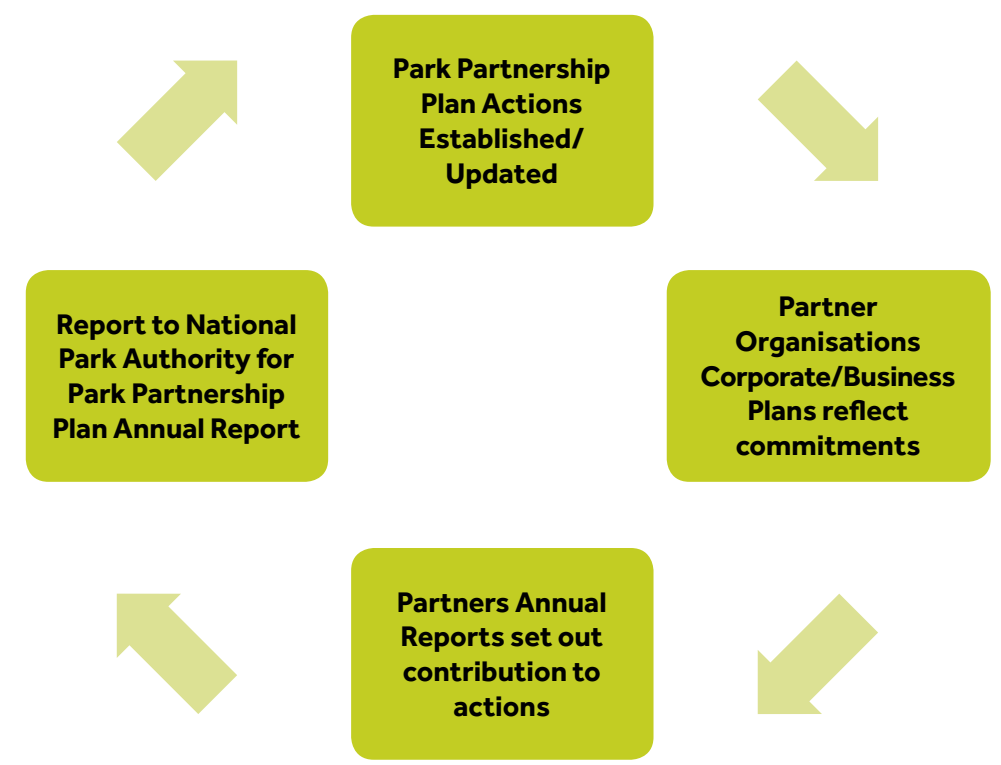 Park Partnership
Plan Actions
Established/
Updated
Partner
Organisations
Corporate/Business
Plans reflect
commitments
Partners Annual
Reports set out
contribution to
actions
Report to National
Park Authority for
Park Partnership
Plan Annual Report